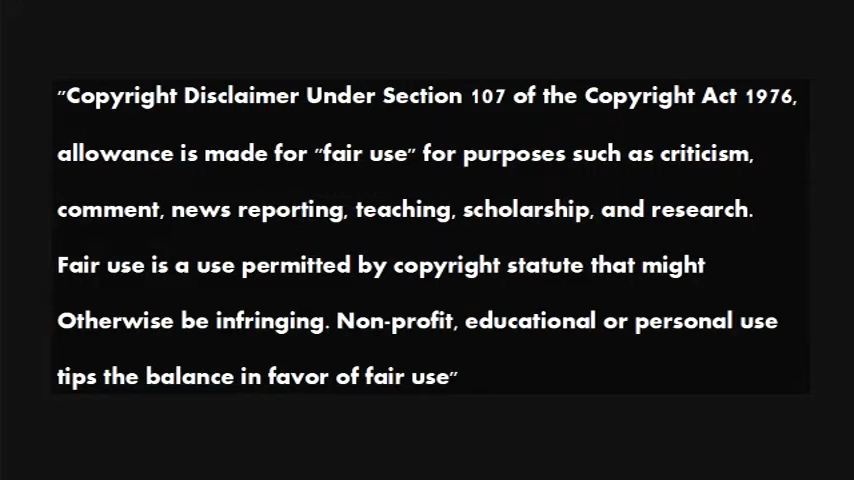 "Copyright Disclaimer Under Section 107 of the Copyright Act 1976,
allowance is made for "fair use" for purposes such as criticism,
comment, news reporting, teaching, scholarship, and research.
Fair use is a use permitted by copyright statute that might
Otherwise be infringing. Non-profit, educational or personal use
tips the balance in favor of fair use"